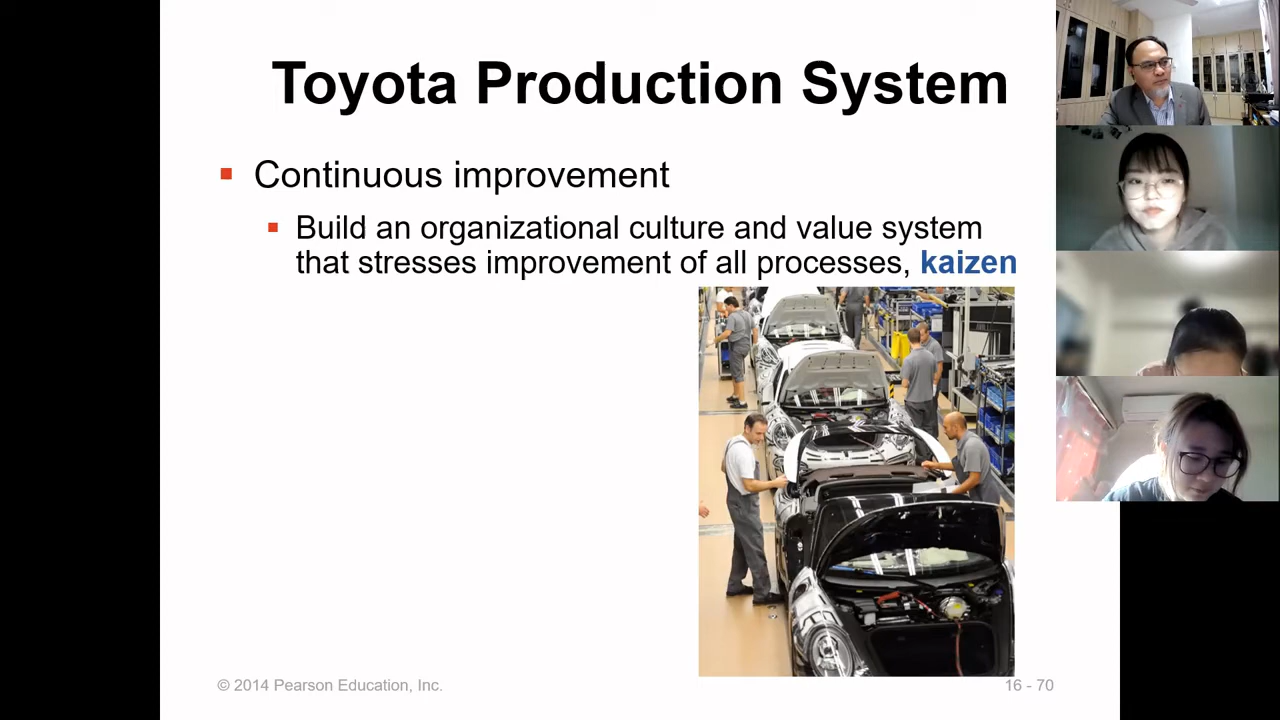 Toyota Production System
Continuous improvement
Build an organizational culture and value system
that stresses improvement of all processes, kaizen
© 2014 Pearson Education, Inc.
16 - 70